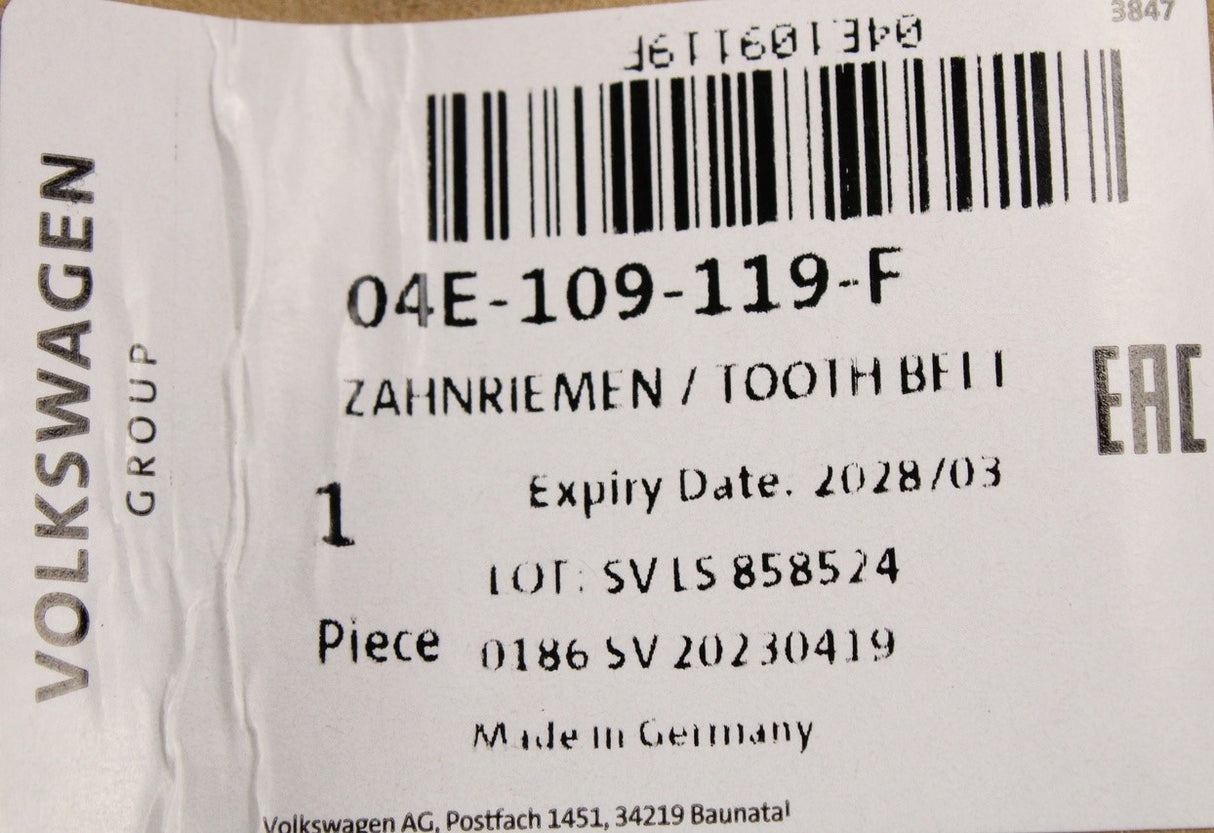 3847
04E109119F
04E-109-119-F
ZAHNRIEMEN / TOOTH BELT
EAC
1
Expiry Date. 2028/03
LOT: SV LS 858524
Piece
0186 SV 20230419
Made in Germany
Volkswagen AG, Postfach 1451, 34219 Baunatal
VOLKSWAGEN
GROUP